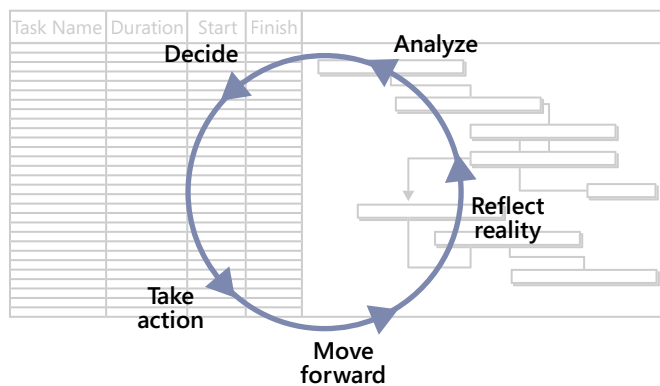 Task Name Duration Start Finish
Decide
Analyze
Reflect
reality
Take
action
Move
forward